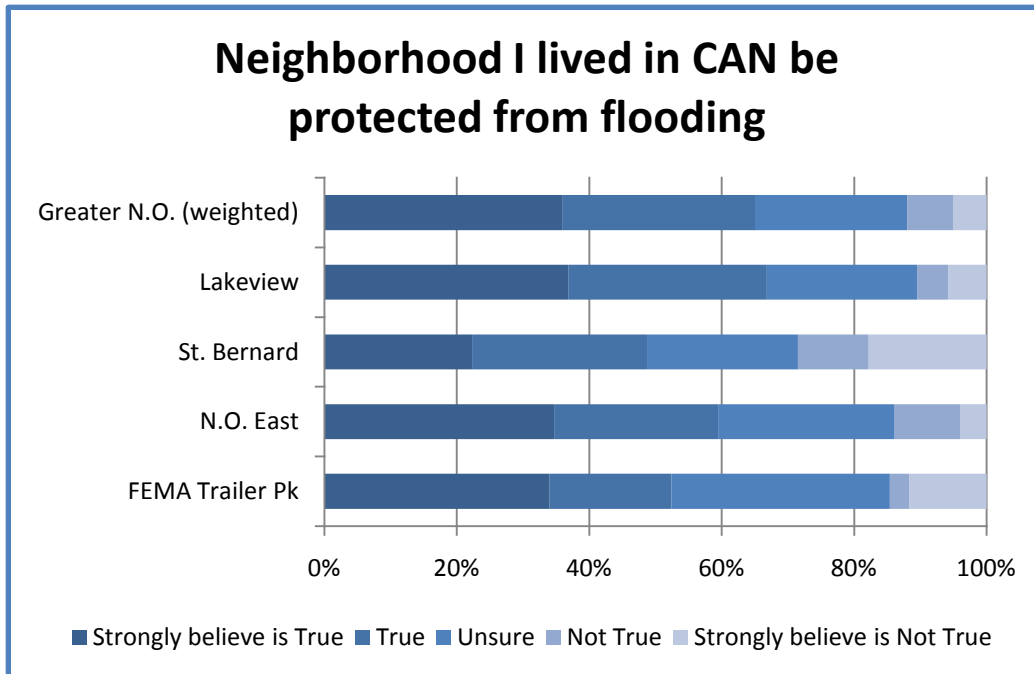 Neighborhood I lived in CAN be
protected from flooding
Greater N.O. (weighted)
Lakeview
St. Bernard
N.O. East
FEMA Trailer Pk
0% 20% 40% 60% 80% 100%
Strongly believe is True True Unsure Not True Strongly believe is Not True